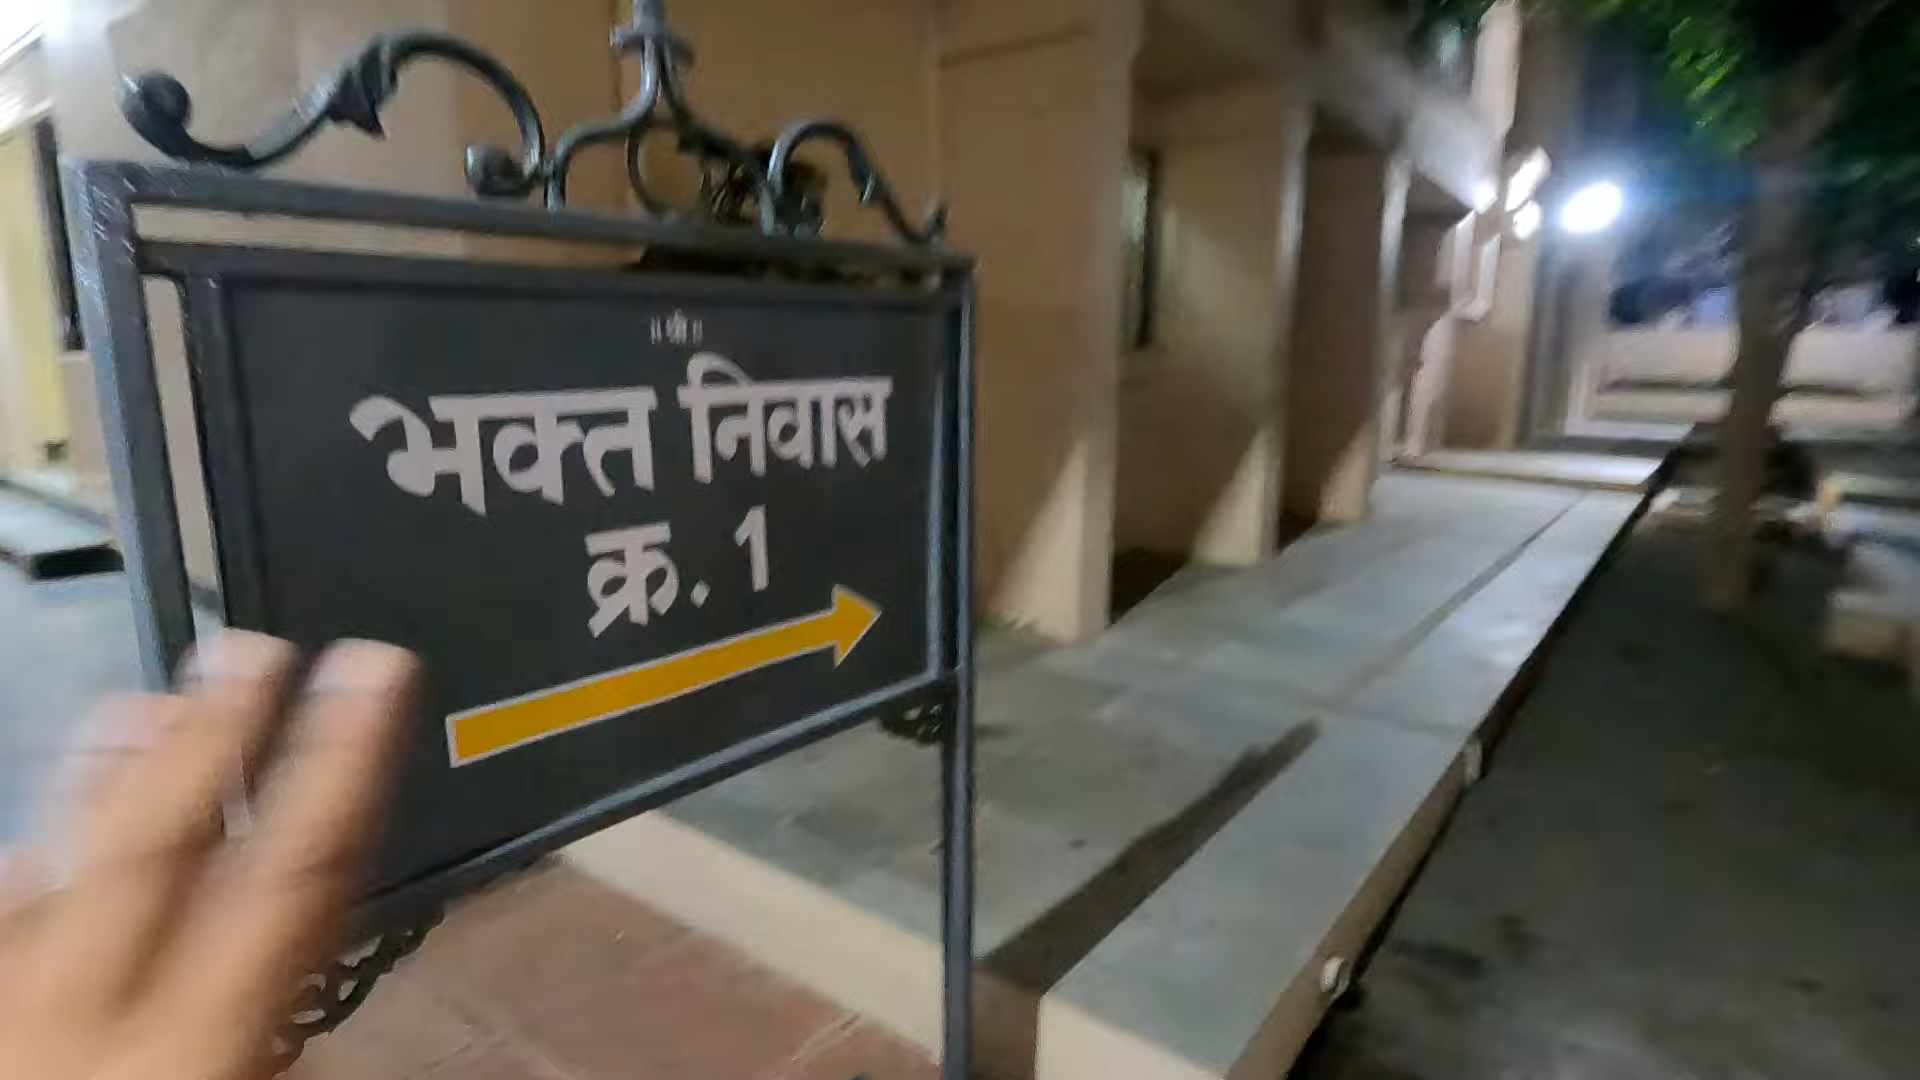 ॥ श्री ॥
भक्त निवास
क्र. 1